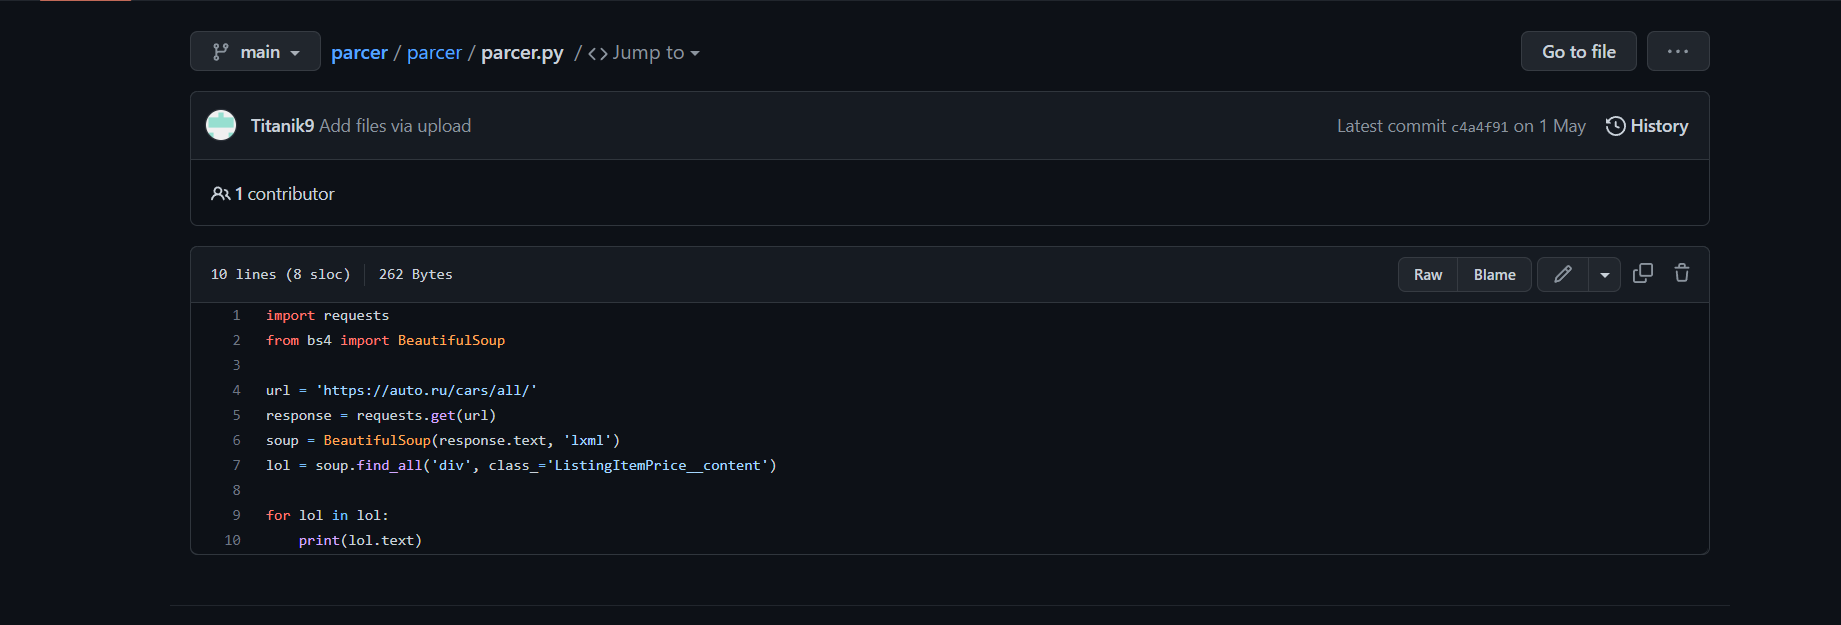 main parcer / parcer / parcer.py / <> Jump to Go to file ...
Titanik9 Add files via upload Latest commit c4a4f91 on 1 May History
1 contributor
10 lines (8 sloc) 262 Bytes Raw Blame
1 import requests
2 from bs4 import BeautifulSoup
3
4 url = 'https://auto.ru/cars/all/'
5 response = requests.get(url)
6 soup = BeautifulSoup(response.text, 'lxml')
7 lol = soup.find_all('div', class_='ListingItemPrice__content')
8
9 for lol in lol:
10     print(lol.text)